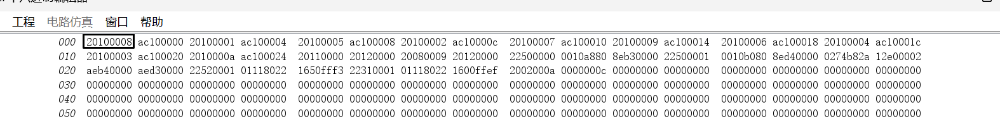 工程 电路仿真 窗口 帮助
000 20100008 ac100000 20100001 ac100004 20100005 ac100008 20100002 ac10000c 20100007 ac100010 20100009 ac100014 20100006 ac100018 20100004 ac10001c
010 20100003 ac100020 2010000a ac100024 20110000 20120000 20080009 20120000 22500000 0010a880 8eb30000 22500001 0010b080 8ed40000 0274b82a 12e00002
020 aeb40000 aed30000 22520001 01118022 1650fff3 22310001 01118022 1600ffef 2002000a 0000000c 00000000 00000000 00000000 00000000 00000000 00000000
030 00000000 00000000 00000000 00000000 00000000 00000000 00000000 00000000 00000000 00000000 00000000 00000000 00000000 00000000 00000000 00000000
040 00000000 00000000 00000000 00000000 00000000 00000000 00000000 00000000 00000000 00000000 00000000 00000000 00000000 00000000 00000000 00000000
050 00000000 00000000 00000000 00000000 00000000 00000000 00000000 00000000 00000000 00000000 00000000 00000000 00000000 00000000 00000000 00000000